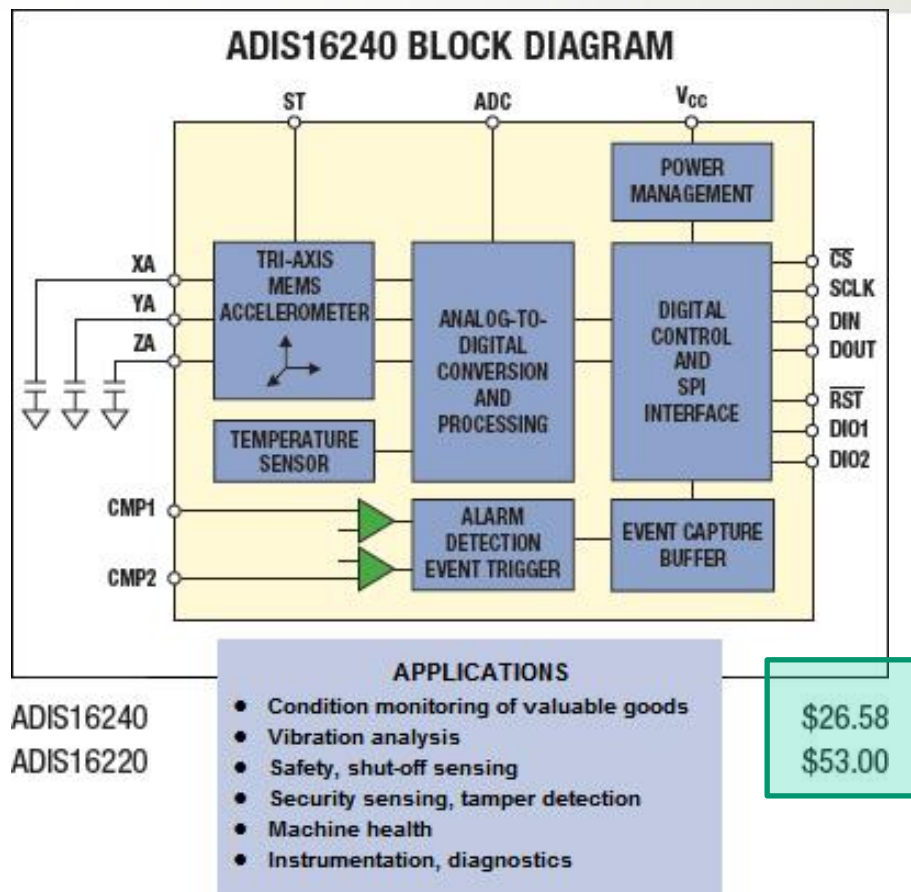 ADIS16240 BLOCK DIAGRAM
ST
ADC
VCC
POWER
MANAGEMENT
XA
YA
ZA
TRI-AXIS
MEMS
ACCELEROMETER
ANALOG-TO-
DIGITAL
CONVERSION
AND
PROCESSING
DIGITAL
CONTROL
AND
SPI
INTERFACE
CS
SCLK
DIN
DOUT
RST
DIO1
DIO2
TEMPERATURE
SENSOR
CMP1
CMP2
ALARM
DETECTION
EVENT TRIGGER
EVENT CAPTURE
BUFFER
APPLICATIONS
● Condition monitoring of valuable goods
● Vibration analysis
● Safety, shut-off sensing
● Security sensing, tamper detection
● Machine health
● Instrumentation, diagnostics
ADIS16240 $26.58
ADIS16220 $53.00